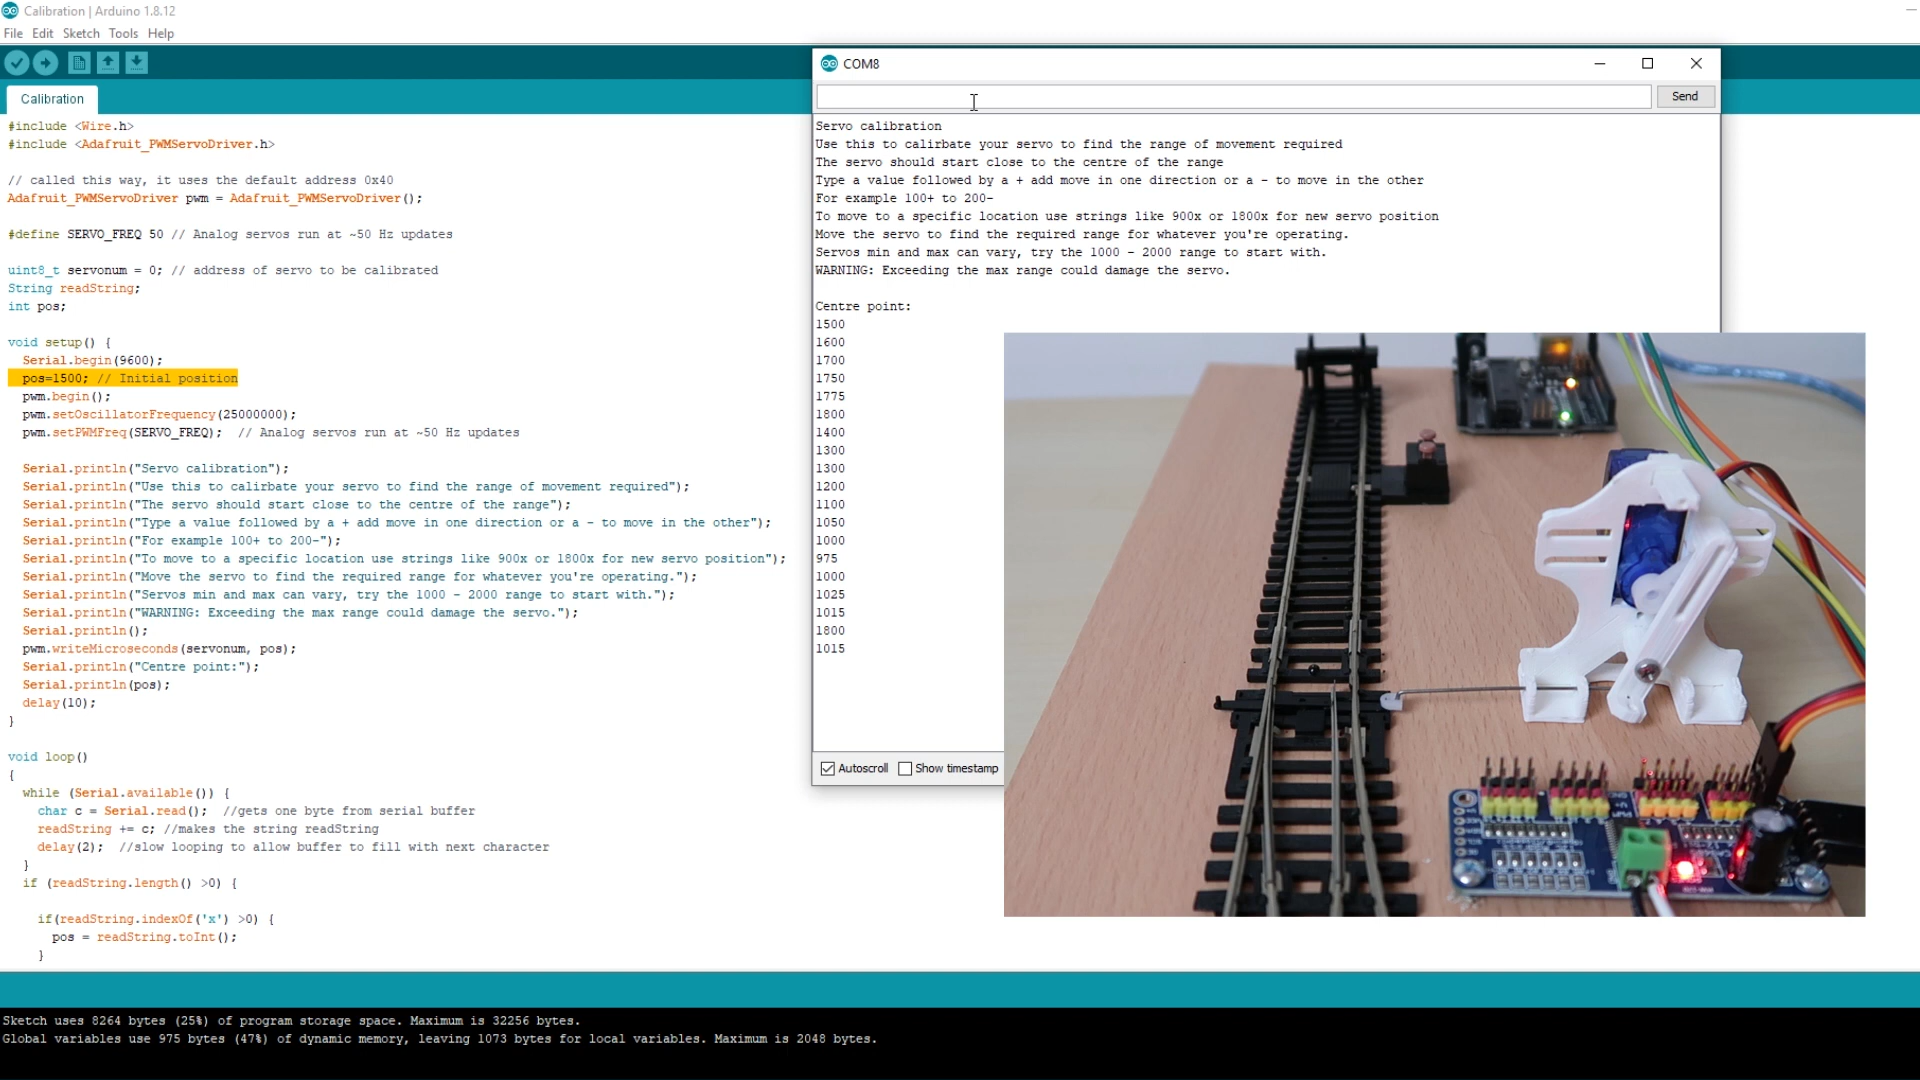 Calibration | Arduino 1.8.12
File Edit Sketch Tools Help
Calibration
#include <Wire.h>
#include <Adafruit_PWMServoDriver.h>
// called this way, it uses the default address 0x40
Adafruit_PWMServoDriver pwm = Adafruit_PWMServoDriver();
#define SERVO_FREQ 50 // Analog servos run at ~50 Hz updates
uint8_t servonum = 0; // address of servo to be calibrated
String readString;
int pos;
void setup() {
Serial.begin(9600);
pos=1500; // Initial position
pwm.begin();
pwm.setOscillatorFrequency(25000000);
pwm.setPWMFreq(SERVO_FREQ);  // Analog servos run at ~50 Hz updates
Serial.println("Servo calibration");
Serial.println("Use this to calirbate your servo to find the range of movement required");
Serial.println("The servo should start close to the centre of the range");
Serial.println("Type a value followed by a + add move in one direction or a - to move in the other");
Serial.println("For example 100+ to 200-");
Serial.println("To move to a specific location use strings like 900x or 1800x for new servo position");
Serial.println("Move the servo to find the required range for whatever you're operating.");
Serial.println("Servos min and max can vary, try the 1000 - 2000 range to start with.");
Serial.println("WARNING: Exceeding the max range could damage the servo.");
Serial.println();
pwm.writeMicroseconds(servonum, pos);
Serial.println("Centre point:");
Serial.println(pos);
delay(10);
}
void loop()
{
while (Serial.available()) {
char c = Serial.read();  //gets one byte from serial buffer
readString += c; //makes the string readString
delay(2);  //slow looping to allow buffer to fill with next character
}
if (readString.length() >0) {
if(readString.indexOf('x') >0) {
pos = readString.toInt();
}
COM8
Send
Servo calibration
Use this to calirbate your servo to find the range of movement required
The servo should start close to the centre of the range
Type a value followed by a + add move in one direction or a - to move in the other
For example 100+ to 200-
To move to a specific location use strings like 900x or 1800x for new servo position
Move the servo to find the required range for whatever you're operating.
Servos min and max can vary, try the 1000 - 2000 range to start with.
WARNING: Exceeding the max range could damage the servo.
Centre point:
1500
1600
1700
1750
1775
1800
1400
1300
1300
1200
1100
1050
1000
975
1000
1025
1015
1800
1015
Autoscroll Show timestamp
Sketch uses 8264 bytes (25%) of program storage space. Maximum is 32256 bytes.
Global variables use 975 bytes (47%) of dynamic memory, leaving 1073 bytes for local variables. Maximum is 2048 bytes.